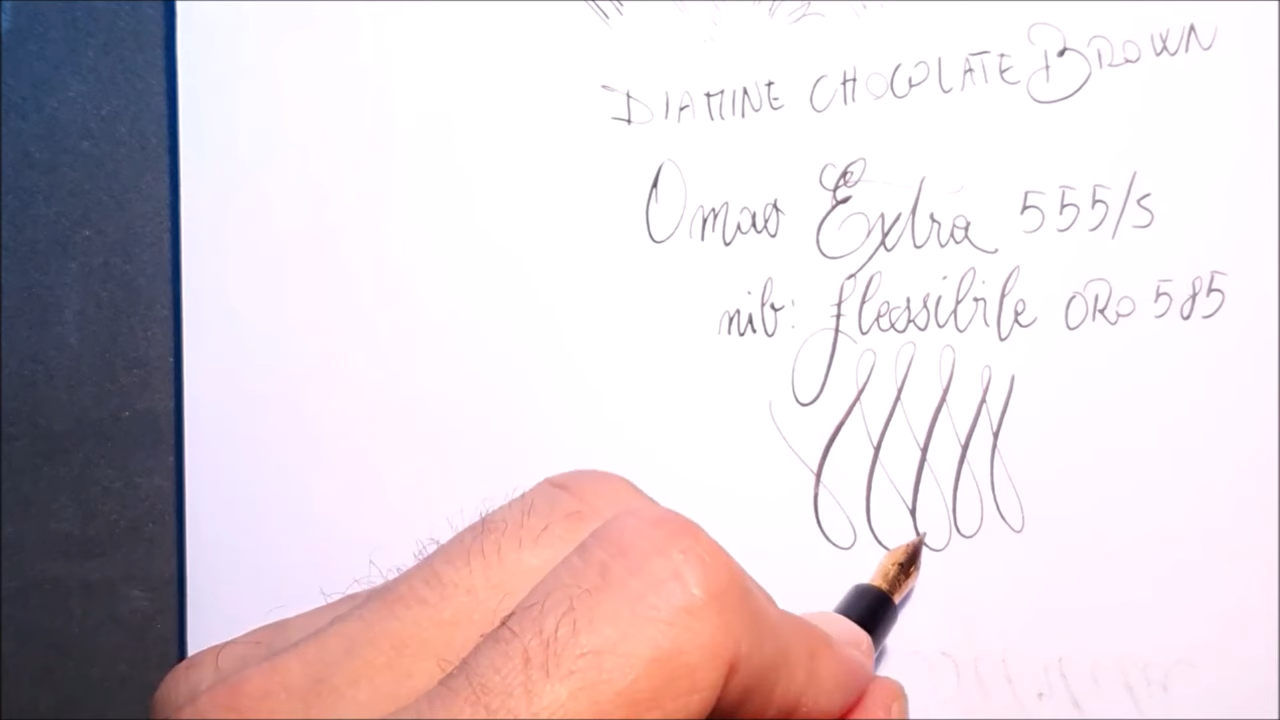 DIAMINE CHOCOLATE BROWN
Omas Extra 555/S
nib: flessibile ORO 585